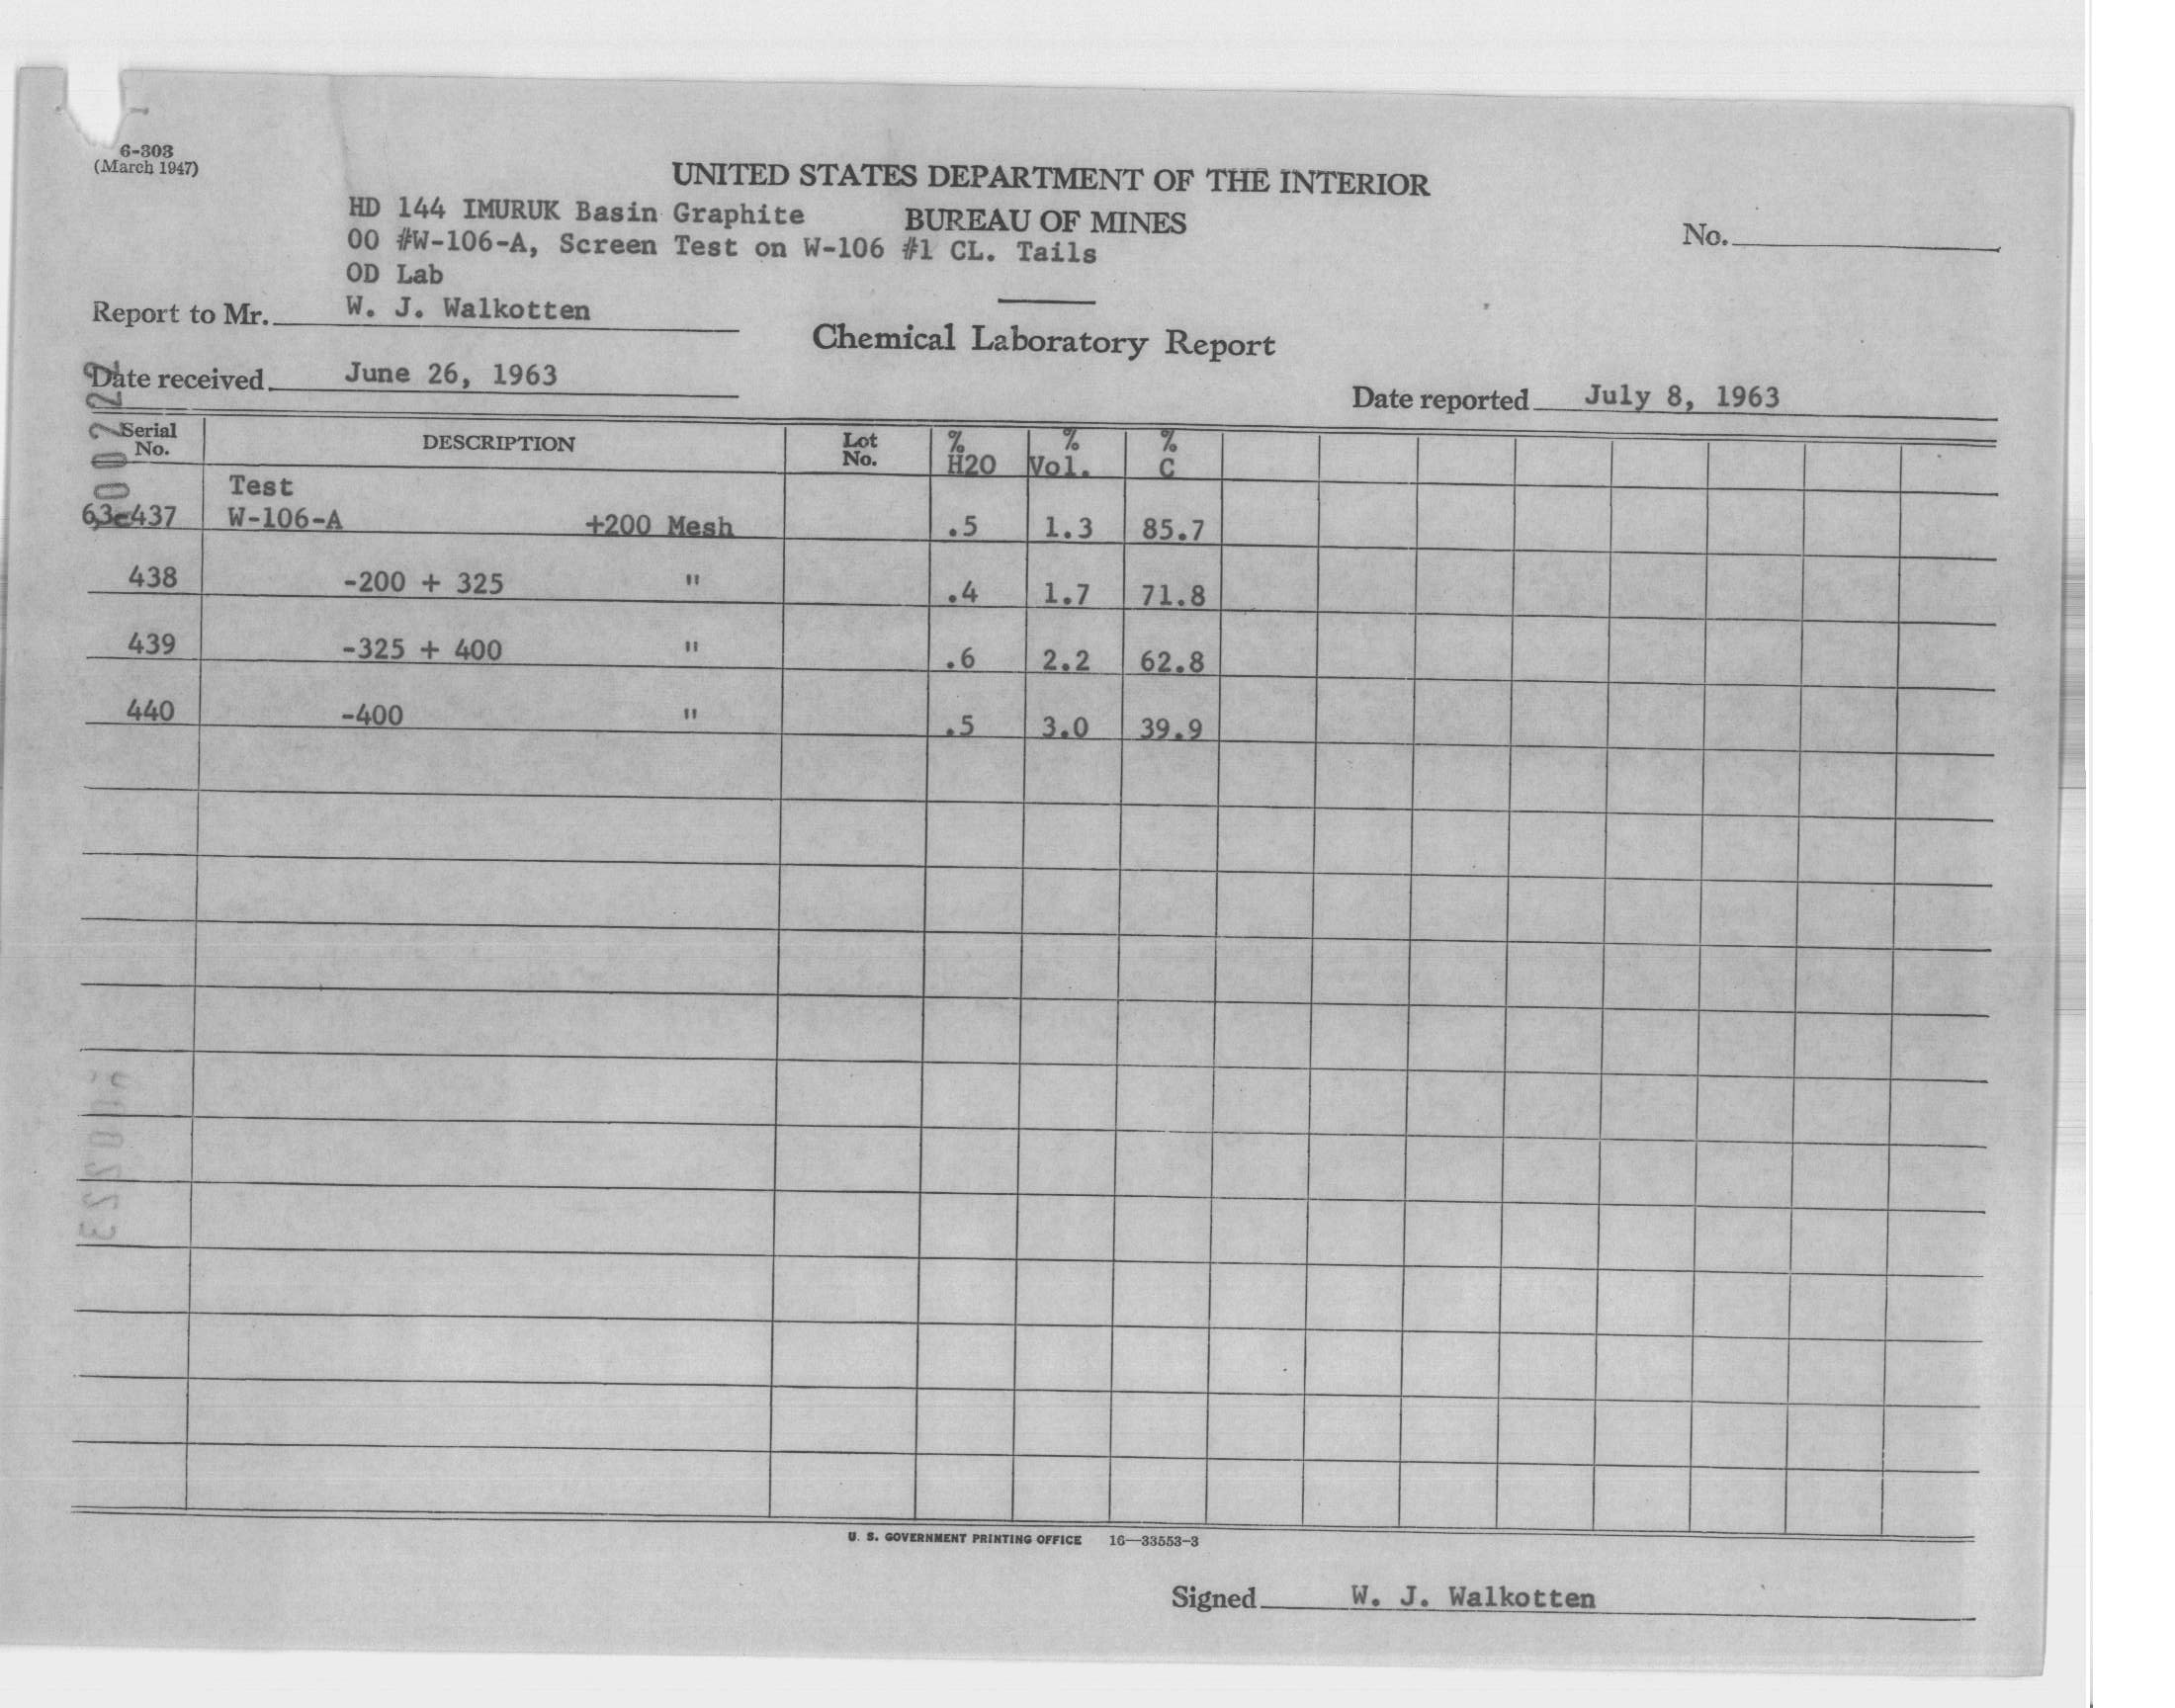 6-303
(March 1947)
UNITED STATES DEPARTMENT OF THE INTERIOR
HD 144 IMURUK Basin Graphite BUREAU OF MINES
00 #W-106-A, Screen Test on W-106 #1 CL. Tails
No.
OD Lab
Report to Mr. W. J. Walkotten
Chemical Laboratory Report
Date received June 26, 1963
Date reported July 8, 1963
Serial No. DESCRIPTION Lot No. % H2O % Vol. % C
Test
63-437 W-106-A +200 Mesh .5 1.3 85.7
438 -200 + 325 " .4 1.7 71.8
439 -325 + 400 " .6 2.2 62.8
440 -400 " .5 3.0 39.9
U. S. GOVERNMENT PRINTING OFFICE 16—33553-3
Signed W. J. Walkotten